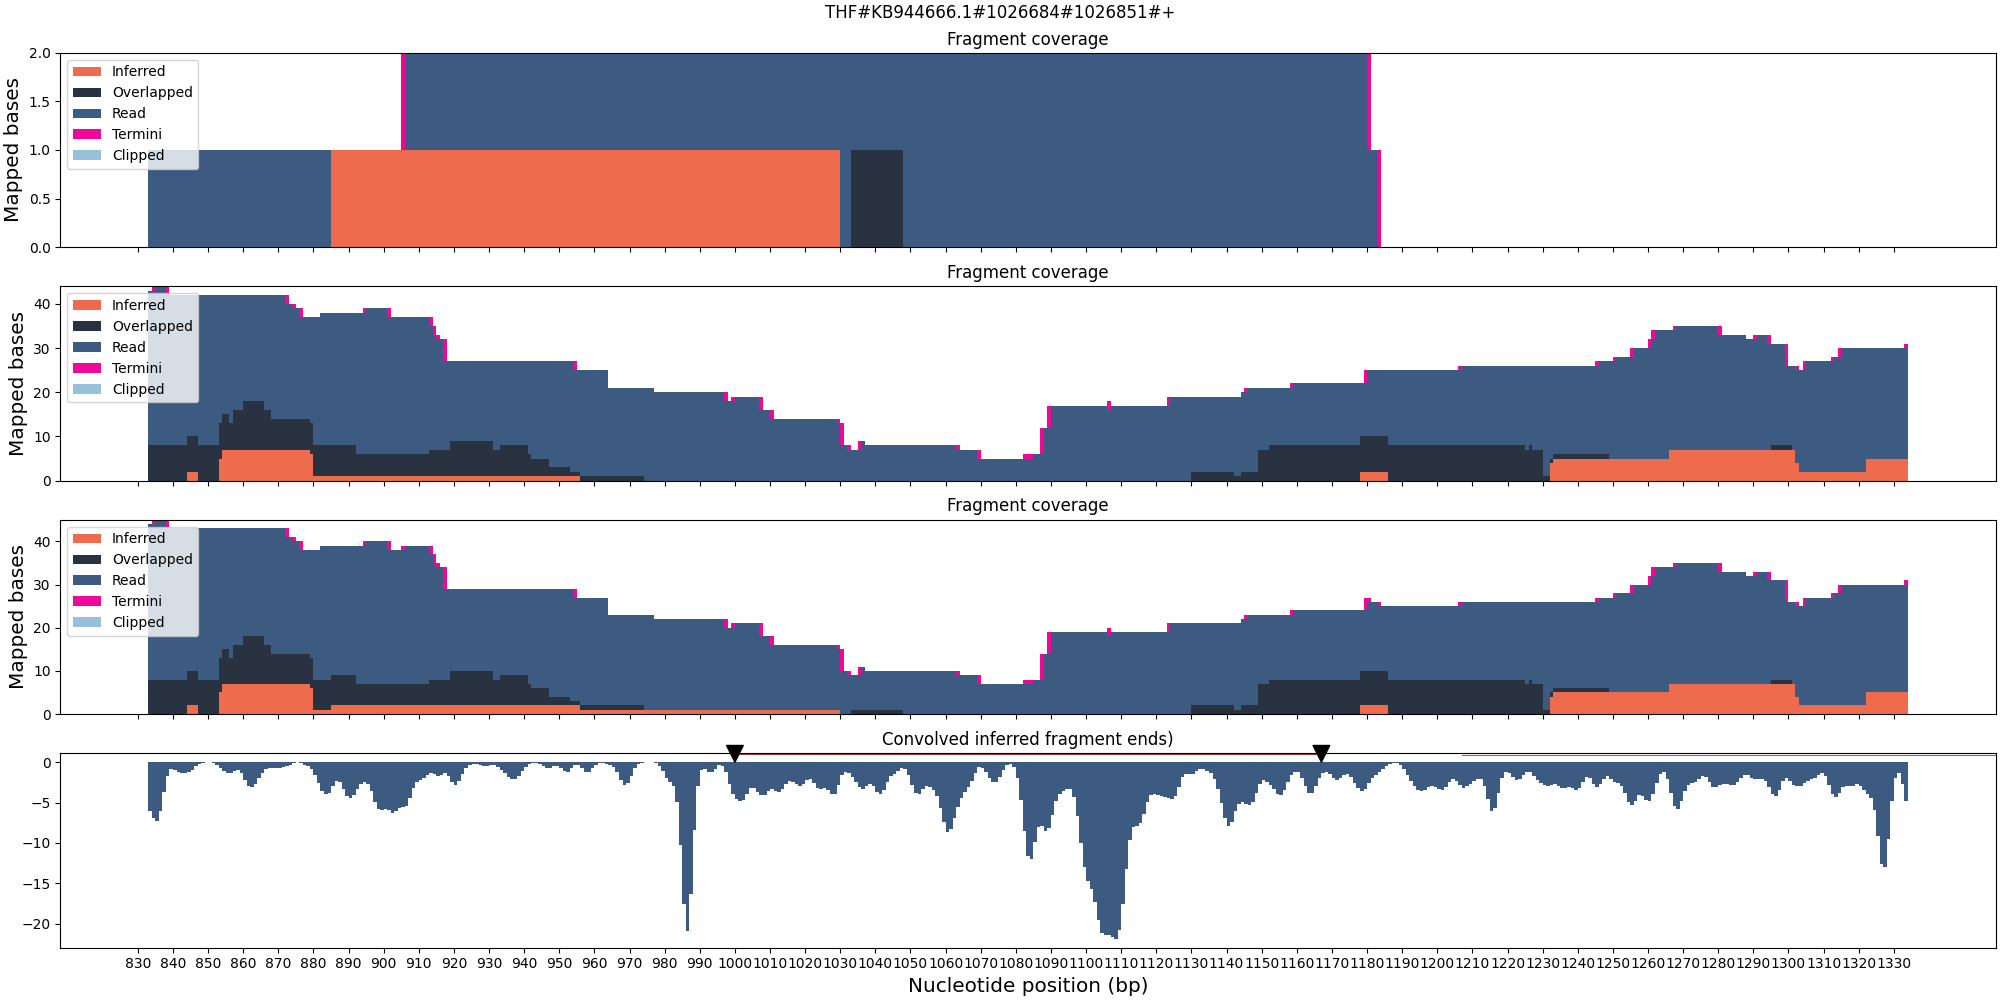 THF#KB944666.1#1026684#1026851#+
Fragment coverage
Mapped bases
2.0
1.5
1.0
0.5
0.0
Inferred
Overlapped
Read
Termini
Clipped
Fragment coverage
Mapped bases
40
30
20
10
0
Inferred
Overlapped
Read
Termini
Clipped
Fragment coverage
Mapped bases
40
30
20
10
0
Inferred
Overlapped
Read
Termini
Clipped
Convolved inferred fragment ends)
0
−5
−10
−15
−20
830 840 850 860 870 880 890 900 910 920 930 940 950 960 970 980 990 1000 1010 1020 1030 1040 1050 1060 1070 1080 1090 1100 1110 1120 1130 1140 1150 1160 1170 1180 1190 1200 1210 1220 1230 1240 1250 1260 1270 1280 1290 1300 1310 1320 1330
Nucleotide position (bp)